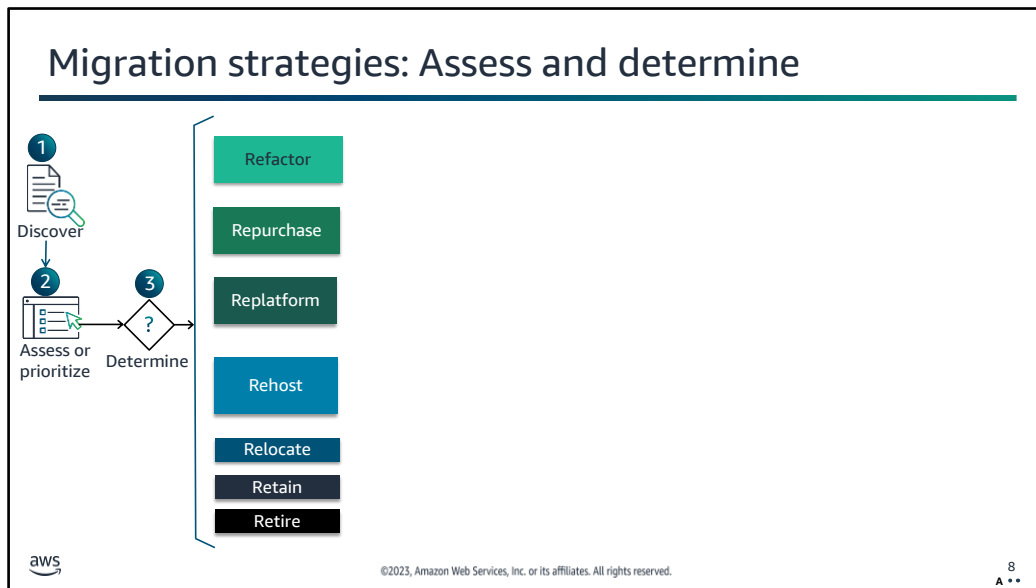 Migration strategies: Assess and determine
1
Discover
2
Assess or
prioritize
3
?
Determine
Refactor
Repurchase
Replatform
Rehost
Relocate
Retain
Retire
aws
©2023, Amazon Web Services, Inc. or its affiliates. All rights reserved.
8
A